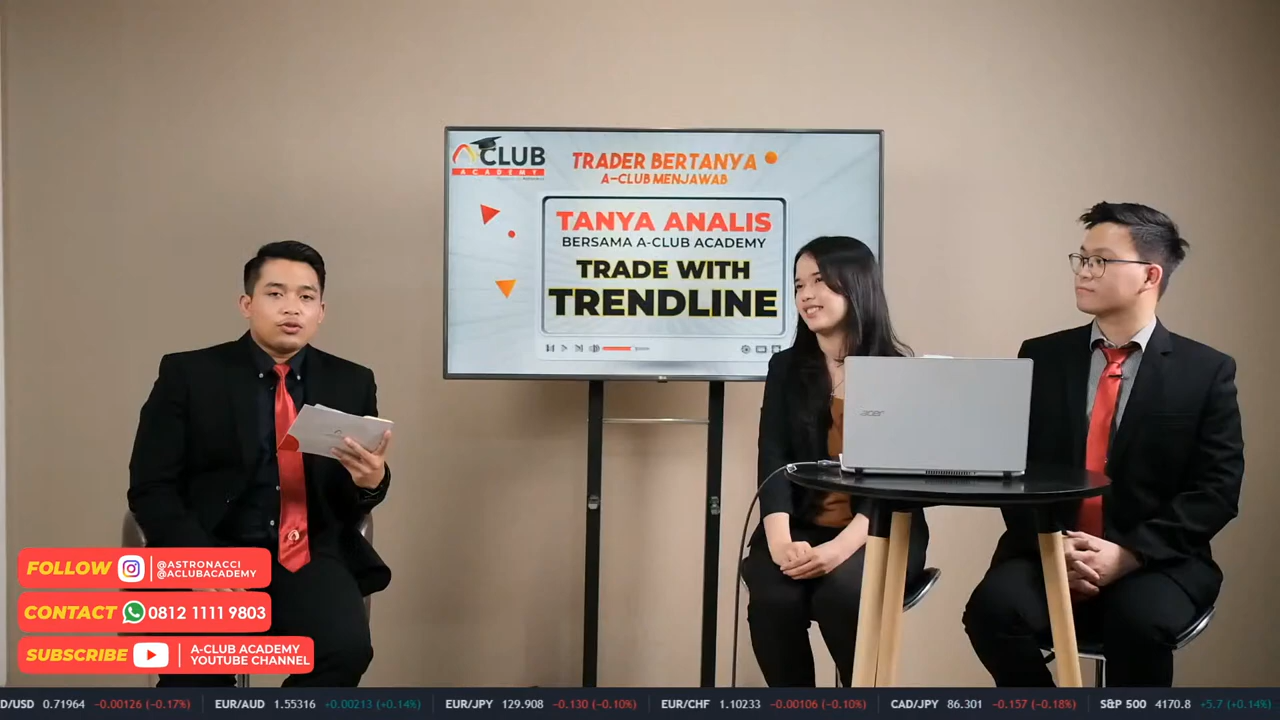 A CLUB
ACADEMY
TRADER BERTANYA
A-CLUB MENJAWAB
TANYA ANALIS
BERSAMA A-CLUB ACADEMY
TRADE WITH
TRENDLINE
acer
FOLLOW @ASTRONACCI
@ACLUBACADEMY
CONTACT 0812 1111 9803
SUBSCRIBE A-CLUB ACADEMY
YOUTUBE CHANNEL
D/USD 0.71964 -0.00126 (-0.17%) EUR/AUD 1.55316 +0.00213 (+0.14%) EUR/JPY 129.908 -0.130 (-0.10%) EUR/CHF 1.10233 -0.00106 (-0.10%) CAD/JPY 86.301 -0.157 (-0.18%) S&P 500 4170.8 +5.7 (+0.14%)